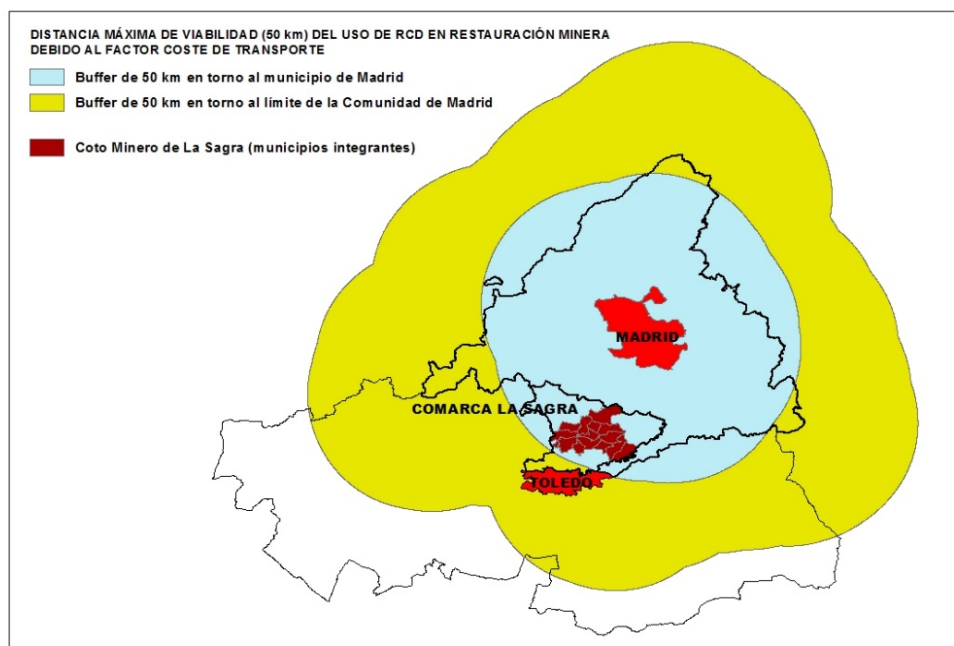 DISTANCIA MÁXIMA DE VIABILIDAD (50 km) DEL USO DE RCD EN RESTAURACIÓN MINERA
DEBIDO AL FACTOR COSTE DE TRANSPORTE
Buffer de 50 km en torno al municipio de Madrid
Buffer de 50 km en torno al límite de la Comunidad de Madrid
Coto Minero de La Sagra (municipios integrantes)
MADRID
COMARCA LA SAGRA
TOLEDO